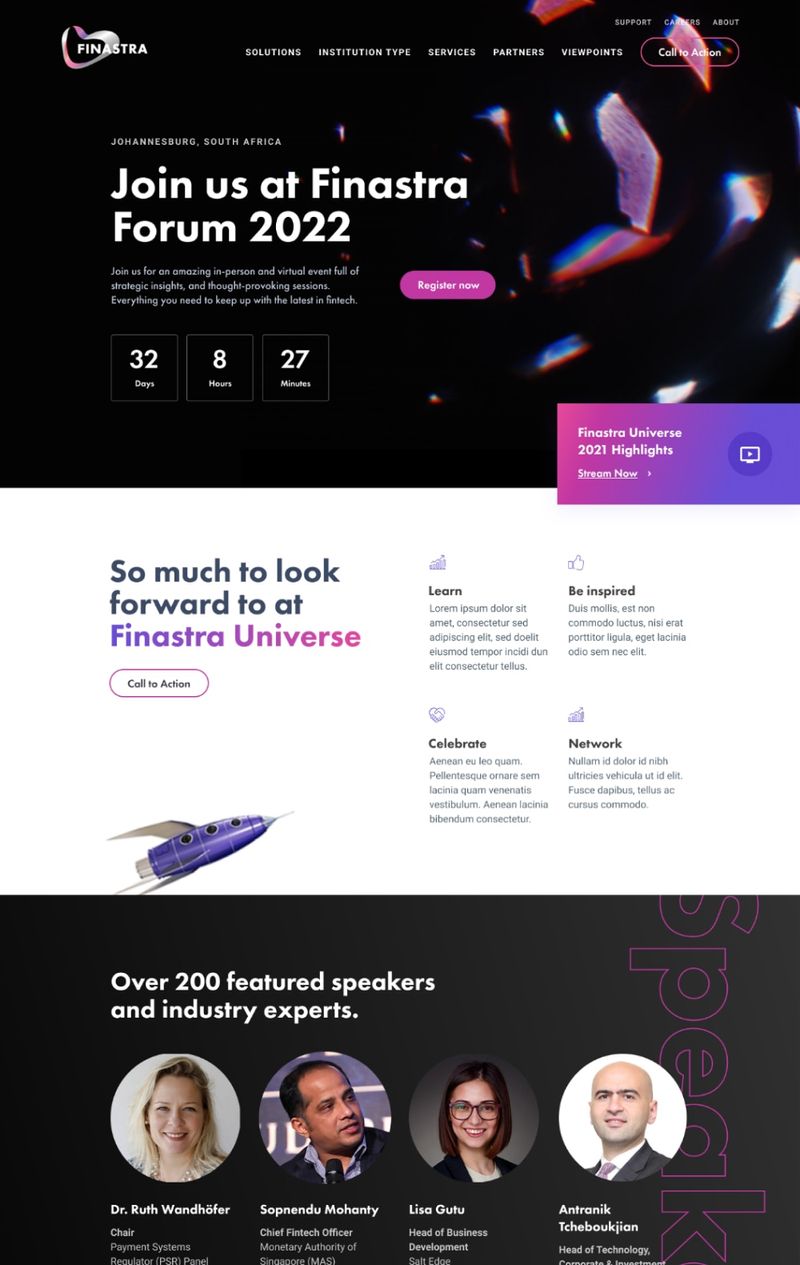 SUPPORT CAREERS ABOUT
FINASTRA
SOLUTIONS INSTITUTION TYPE SERVICES PARTNERS VIEWPOINTS Call to Action
JOHANNESBURG, SOUTH AFRICA
Join us at Finastra
Forum 2022
Join us for an amazing in-person and virtual event full of
strategic insights, and thought-provoking sessions.
Everything you need to keep up with the latest in fintech.
Register now
32 8 27
Days Hours Minutes
Finastra Universe
2021 Highlights
Stream Now
So much to look
forward to at
Finastra Universe
Call to Action
Learn
Lorem ipsum dolor sit
amet, consectetur sed
adipiscing elit, sed doelit
eiusmod tempor incidi dun
elit consectetur tellus.
Be inspired
Duis mollis, est non
commodo luctus, nisi erat
porttitor ligula, eget lacinia
odio sem nec elit.
Celebrate
Aenean eu leo quam.
Pellentesque ornare sem
lacinia quam venenatis
vestibulum. Aenean lacinia
bibendum consectetur.
Network
Nullam id dolor id nibh
ultricies vehicula ut id elit.
Fusce dapibus, tellus ac
cursus commodo.
Over 200 featured speakers
and industry experts.
Speake
Dr. Ruth Wandhöfer
Chair
Payment Systems
Regulator (PSR) Panel
Sopnendu Mohanty
Chief Fintech Officer
Monetary Authority of
Singapore (MAS)
Lisa Gutu
Head of Business
Development
Salt Edge
Antranik
Tcheboukjian
Head of Technology,
Corporate & Investment